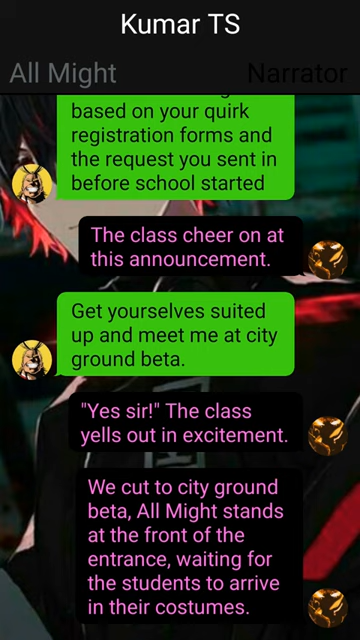 Kumar TS
All Might
Narrator
based on your quirk
registration forms and
the request you sent in
before school started
The class cheer on at
this announcement.
Get yourselves suited
up and meet me at city
ground beta.
"Yes sir!" The class
yells out in excitement.
We cut to city ground
beta, All Might stands
at the front of the
entrance, waiting for
the students to arrive
in their costumes.